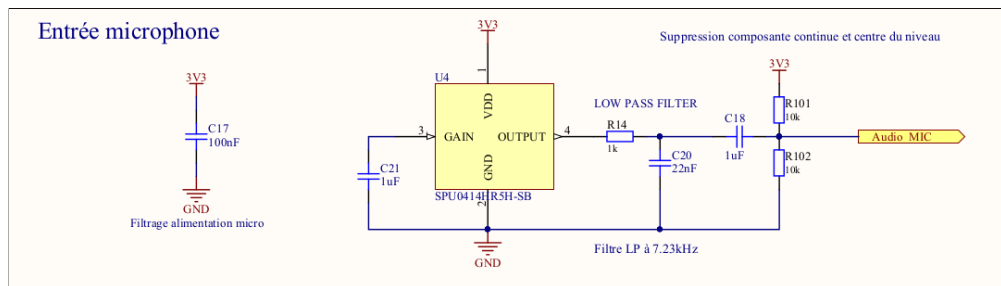 Entrée microphone
Suppression composante continue et centre du niveau
3V3
3V3
3V3
1
U4
VDD
LOW PASS FILTER
R101
10k
C17
100nF
3
GAIN
OUTPUT
4
R14
1k
C18
1uF
Audio MIC
C21
1uF
GND
C20
22nF
R102
10k
SPU0414HR5H-SB
2
GND
Filtrage alimentation micro
GND
Filtre LP à 7.23kHz